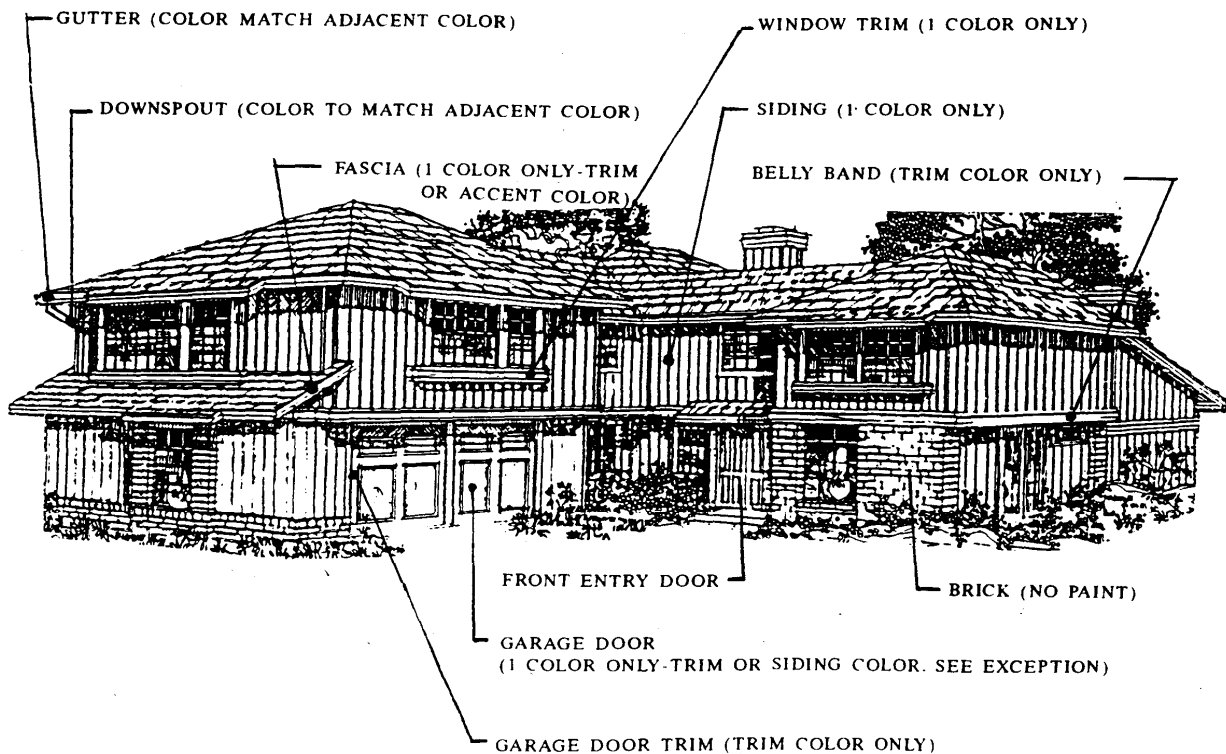 GUTTER (COLOR MATCH ADJACENT COLOR)
WINDOW TRIM (1 COLOR ONLY)
DOWNSPOUT (COLOR TO MATCH ADJACENT COLOR)
SIDING (1 COLOR ONLY)
FASCIA (1 COLOR ONLY-TRIM
OR ACCENT COLOR)
BELLY BAND (TRIM COLOR ONLY)
FRONT ENTRY DOOR
BRICK (NO PAINT)
GARAGE DOOR
(1 COLOR ONLY-TRIM OR SIDING COLOR. SEE EXCEPTION)
GARAGE DOOR TRIM (TRIM COLOR ONLY)